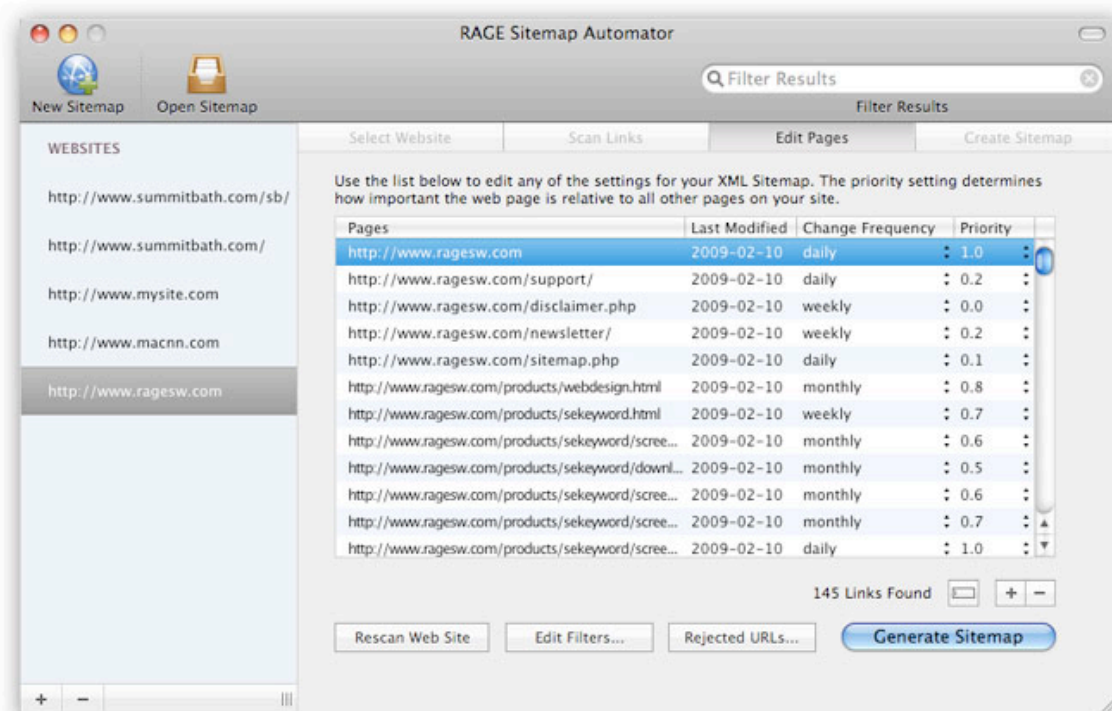 RAGE Sitemap Automator
New Sitemap Open Sitemap
Filter Results
Filter Results
WEBSITES
http://www.summitbath.com/sb/
http://www.summitbath.com/
http://www.mysite.com
http://www.macnn.com
http://www.ragesw.com
Select Website Scan Links Edit Pages Create Sitemap
Use the list below to edit any of the settings for your XML Sitemap. The priority setting determines
how important the web page is relative to all other pages on your site.
Pages Last Modified Change Frequency Priority
http://www.ragesw.com 2009-02-10 daily 1.0
http://www.ragesw.com/support/ 2009-02-10 daily 0.2
http://www.ragesw.com/disclaimer.php 2009-02-10 weekly 0.0
http://www.ragesw.com/newsletter/ 2009-02-10 weekly 0.2
http://www.ragesw.com/sitemap.php 2009-02-10 daily 0.1
http://www.ragesw.com/products/webdesign.html 2009-02-10 monthly 0.8
http://www.ragesw.com/products/sekeyword.html 2009-02-10 weekly 0.7
http://www.ragesw.com/products/sekeyword/scree... 2009-02-10 monthly 0.6
http://www.ragesw.com/products/sekeyword/downl... 2009-02-10 monthly 0.5
http://www.ragesw.com/products/sekeyword/scree... 2009-02-10 monthly 0.6
http://www.ragesw.com/products/sekeyword/scree... 2009-02-10 monthly 0.7
http://www.ragesw.com/products/sekeyword/scree... 2009-02-10 daily 1.0
145 Links Found + −
Rescan Web Site Edit Filters... Rejected URLs... Generate Sitemap
+ −